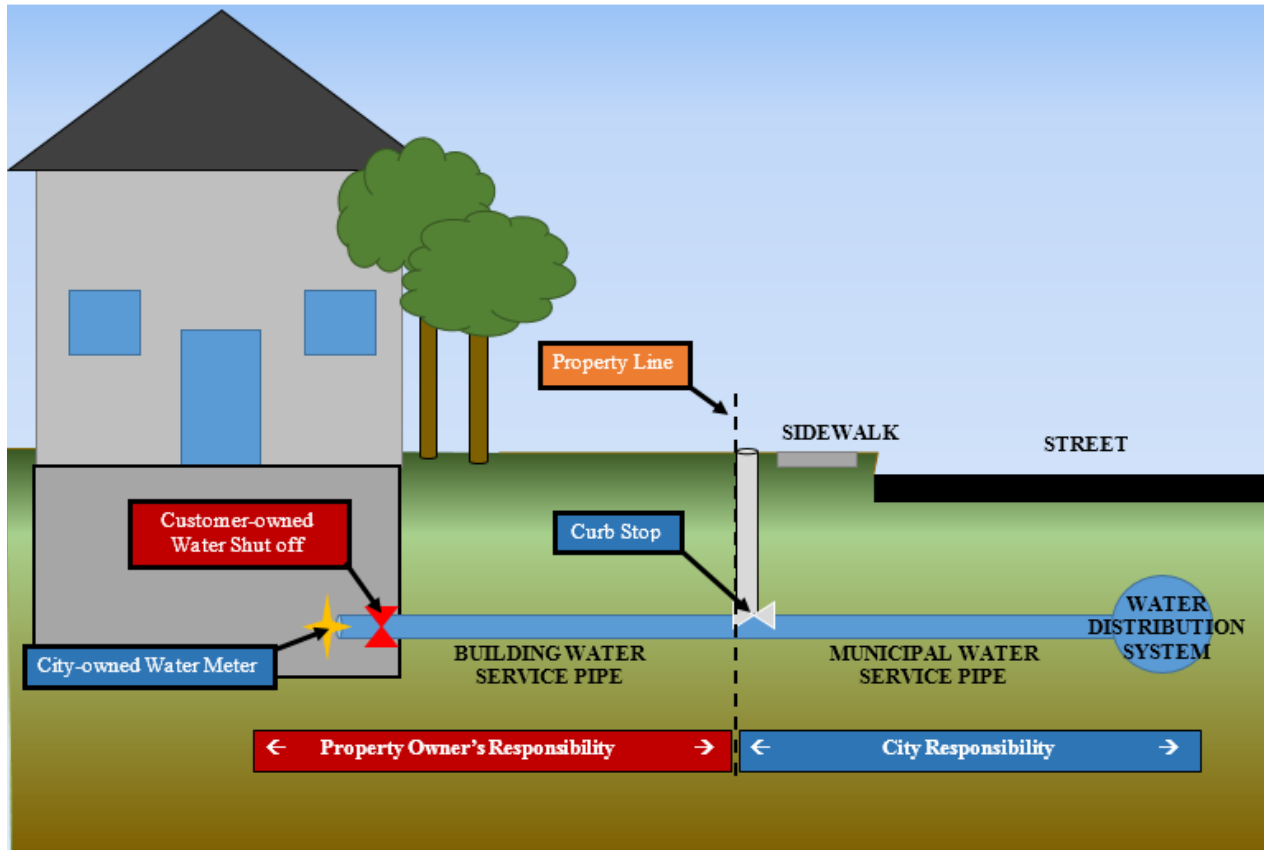 Property Line
SIDEWALK
STREET
Customer-owned
Water Shut off
Curb Stop
City-owned Water Meter
BUILDING WATER
SERVICE PIPE
MUNICIPAL WATER
SERVICE PIPE
WATER
DISTRIBUTION
SYSTEM
← Property Owner’s Responsibility →
← City Responsibility →